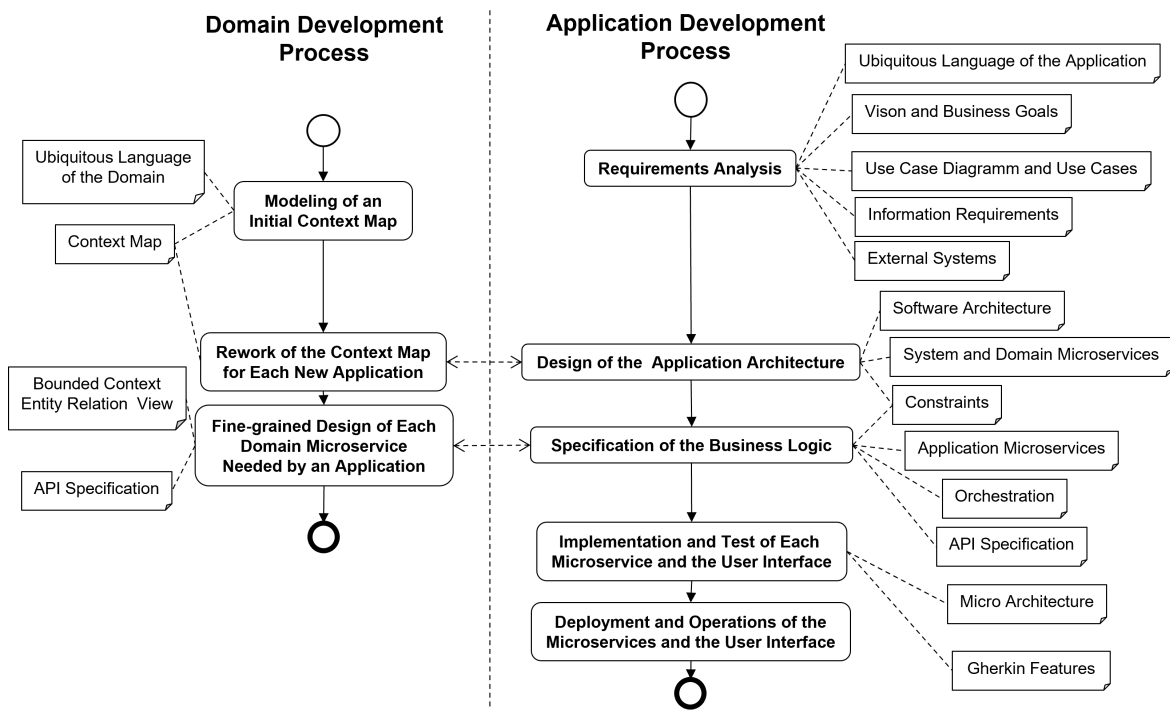 Domain Development
Process
Application Development
Process
Ubiquitous Language
of the Domain
Context Map
Modeling of an
Initial Context Map
Rework of the Context Map
for Each New Application
Bounded Context
Entity Relation  View
API Specification
Fine-grained Design of Each
Domain Microservice
Needed by an Application
Requirements Analysis
Ubiquitous Language of the Application
Vison and Business Goals
Use Case Diagramm and Use Cases
Information Requirements
External Systems
Design of the  Application Architecture
Software Architecture
System and Domain Microservices
Constraints
Specification of the Business Logic
Application Microservices
Orchestration
API Specification
Implementation and Test of Each
Microservice and the User Interface
Micro Architecture
Gherkin Features
Deployment and Operations of the
Microservices and the User Interface